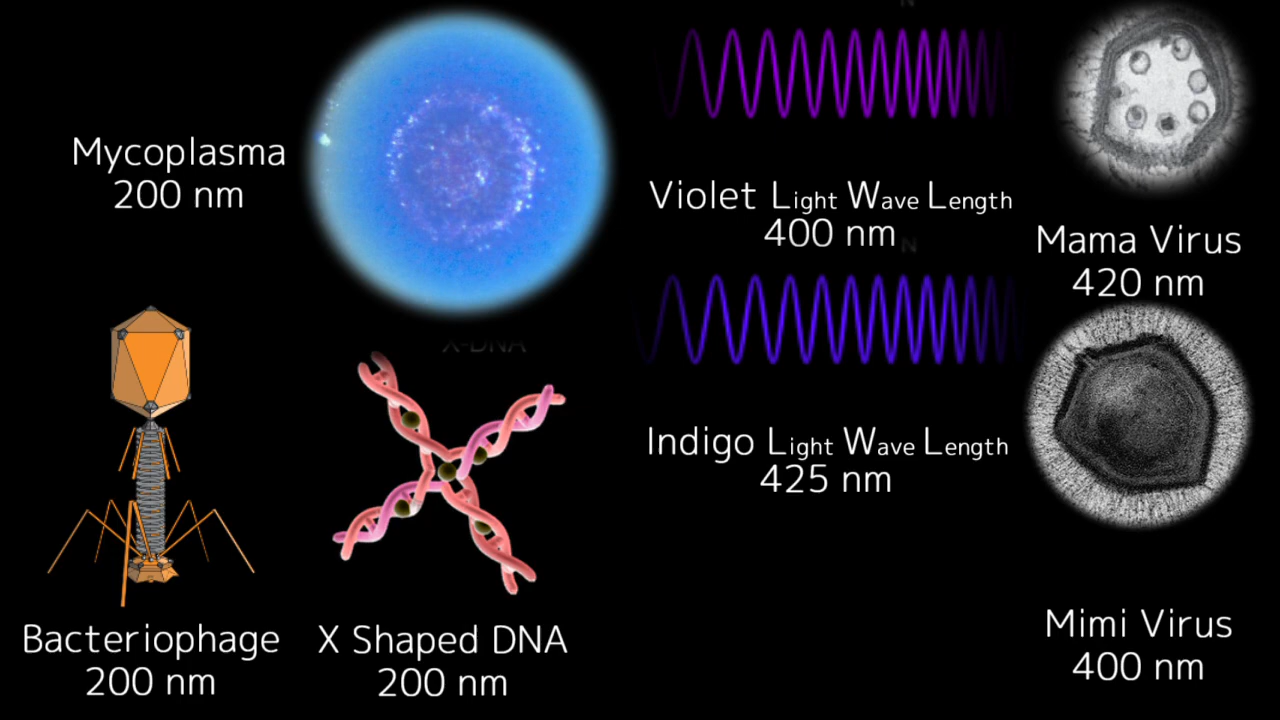 N
Mycoplasma
200 nm
Violet Light Wave Length
400 nm
Mama Virus
420 nm
N
X-DNA
Indigo Light Wave Length
425 nm
Bacteriophage
200 nm
X Shaped DNA
200 nm
Mimi Virus
400 nm